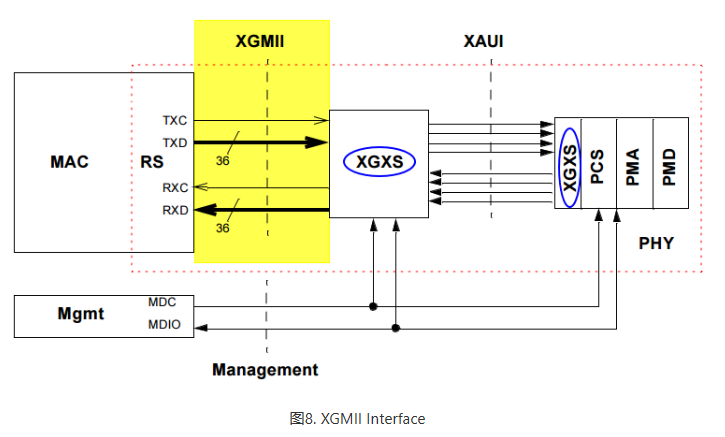 XGMII
XAUI
MAC
RS
TXC
TXD
36
RXC
RXD
36
XGXS
XGXS
PCS
PMA
PMD
PHY
Mgmt
MDC
MDIO
Management
图8. XGMII Interface